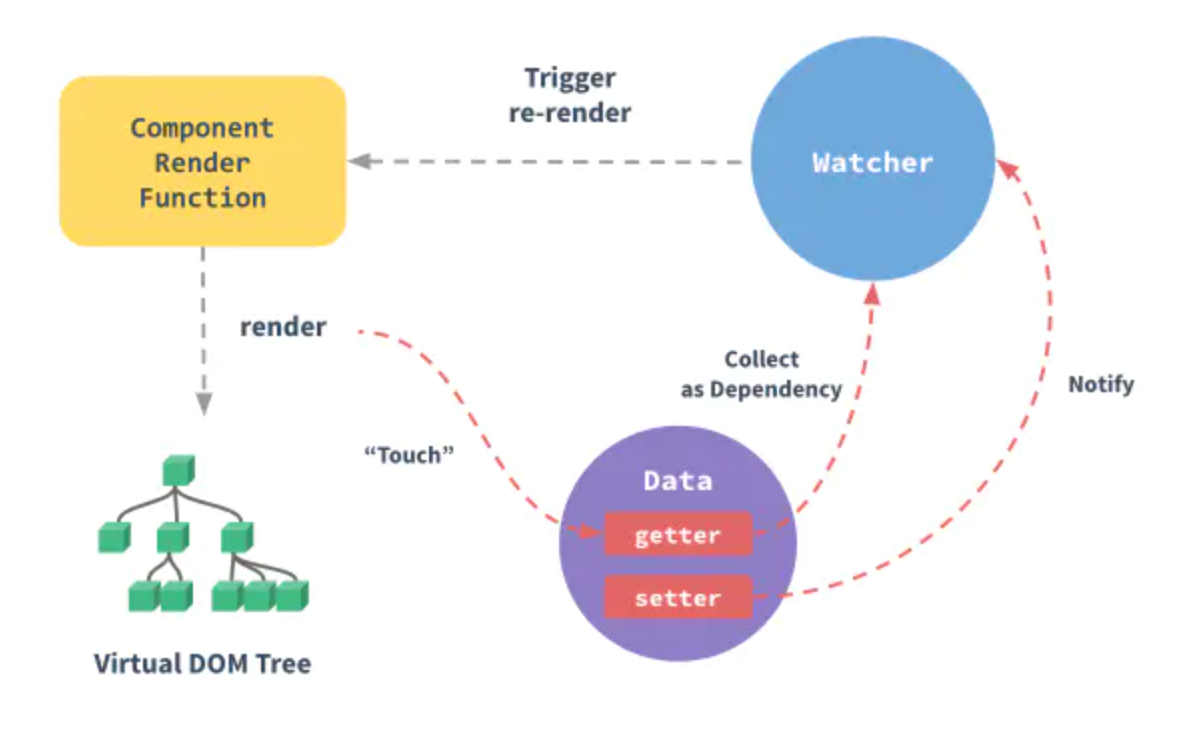 Trigger
re-render
Component
Render
Function
Watcher
render
Collect
as Dependency
Notify
“Touch”
Data
getter
setter
Virtual DOM Tree